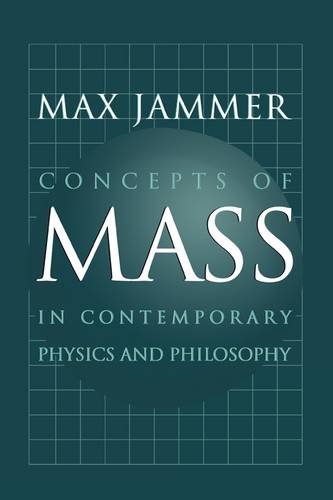 MAX JAMMER
CONCEPTS OF
MASS
IN CONTEMPORARY
PHYSICS AND PHILOSOPHY